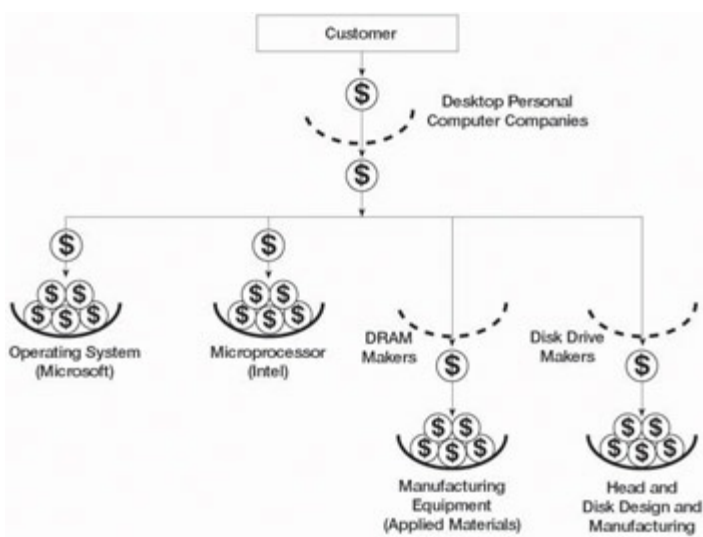 Customer
$
Desktop Personal
Computer Companies
$
$
$
$ $
$ $ $
Operating System
(Microsoft)
$ $
$ $ $
Microprocessor
(Intel)
DRAM
Makers
$
Disk Drive
Makers
$
$ $
$ $ $
Manufacturing
Equipment
(Applied Materials)
$ $
$ $ $
Head and
Disk Design and
Manufacturing